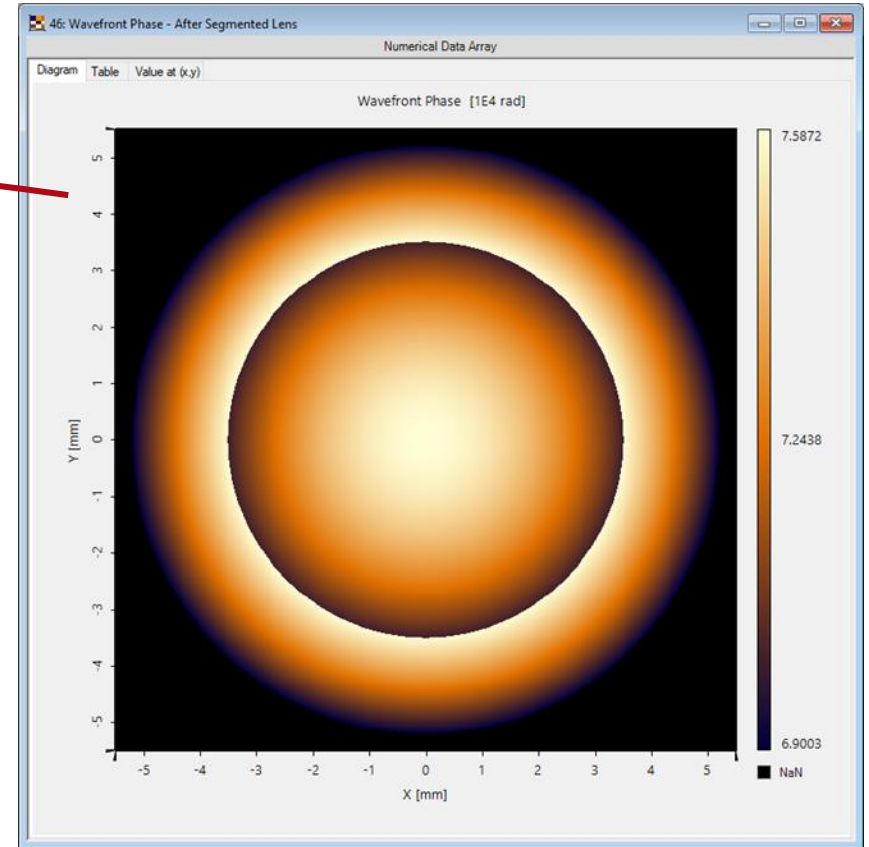 46: Wavefront Phase - After Segmented Lens
Numerical Data Array
Diagram Table Value at (x,y)
Wavefront Phase [1E4 rad]
7.5872
7.2438
6.9003
NaN
Y [mm]
5
4
3
2
1
0
-1
-2
-3
-4
-5
-5 -4 -3 -2 -1 0 1 2 3 4 5
X [mm]